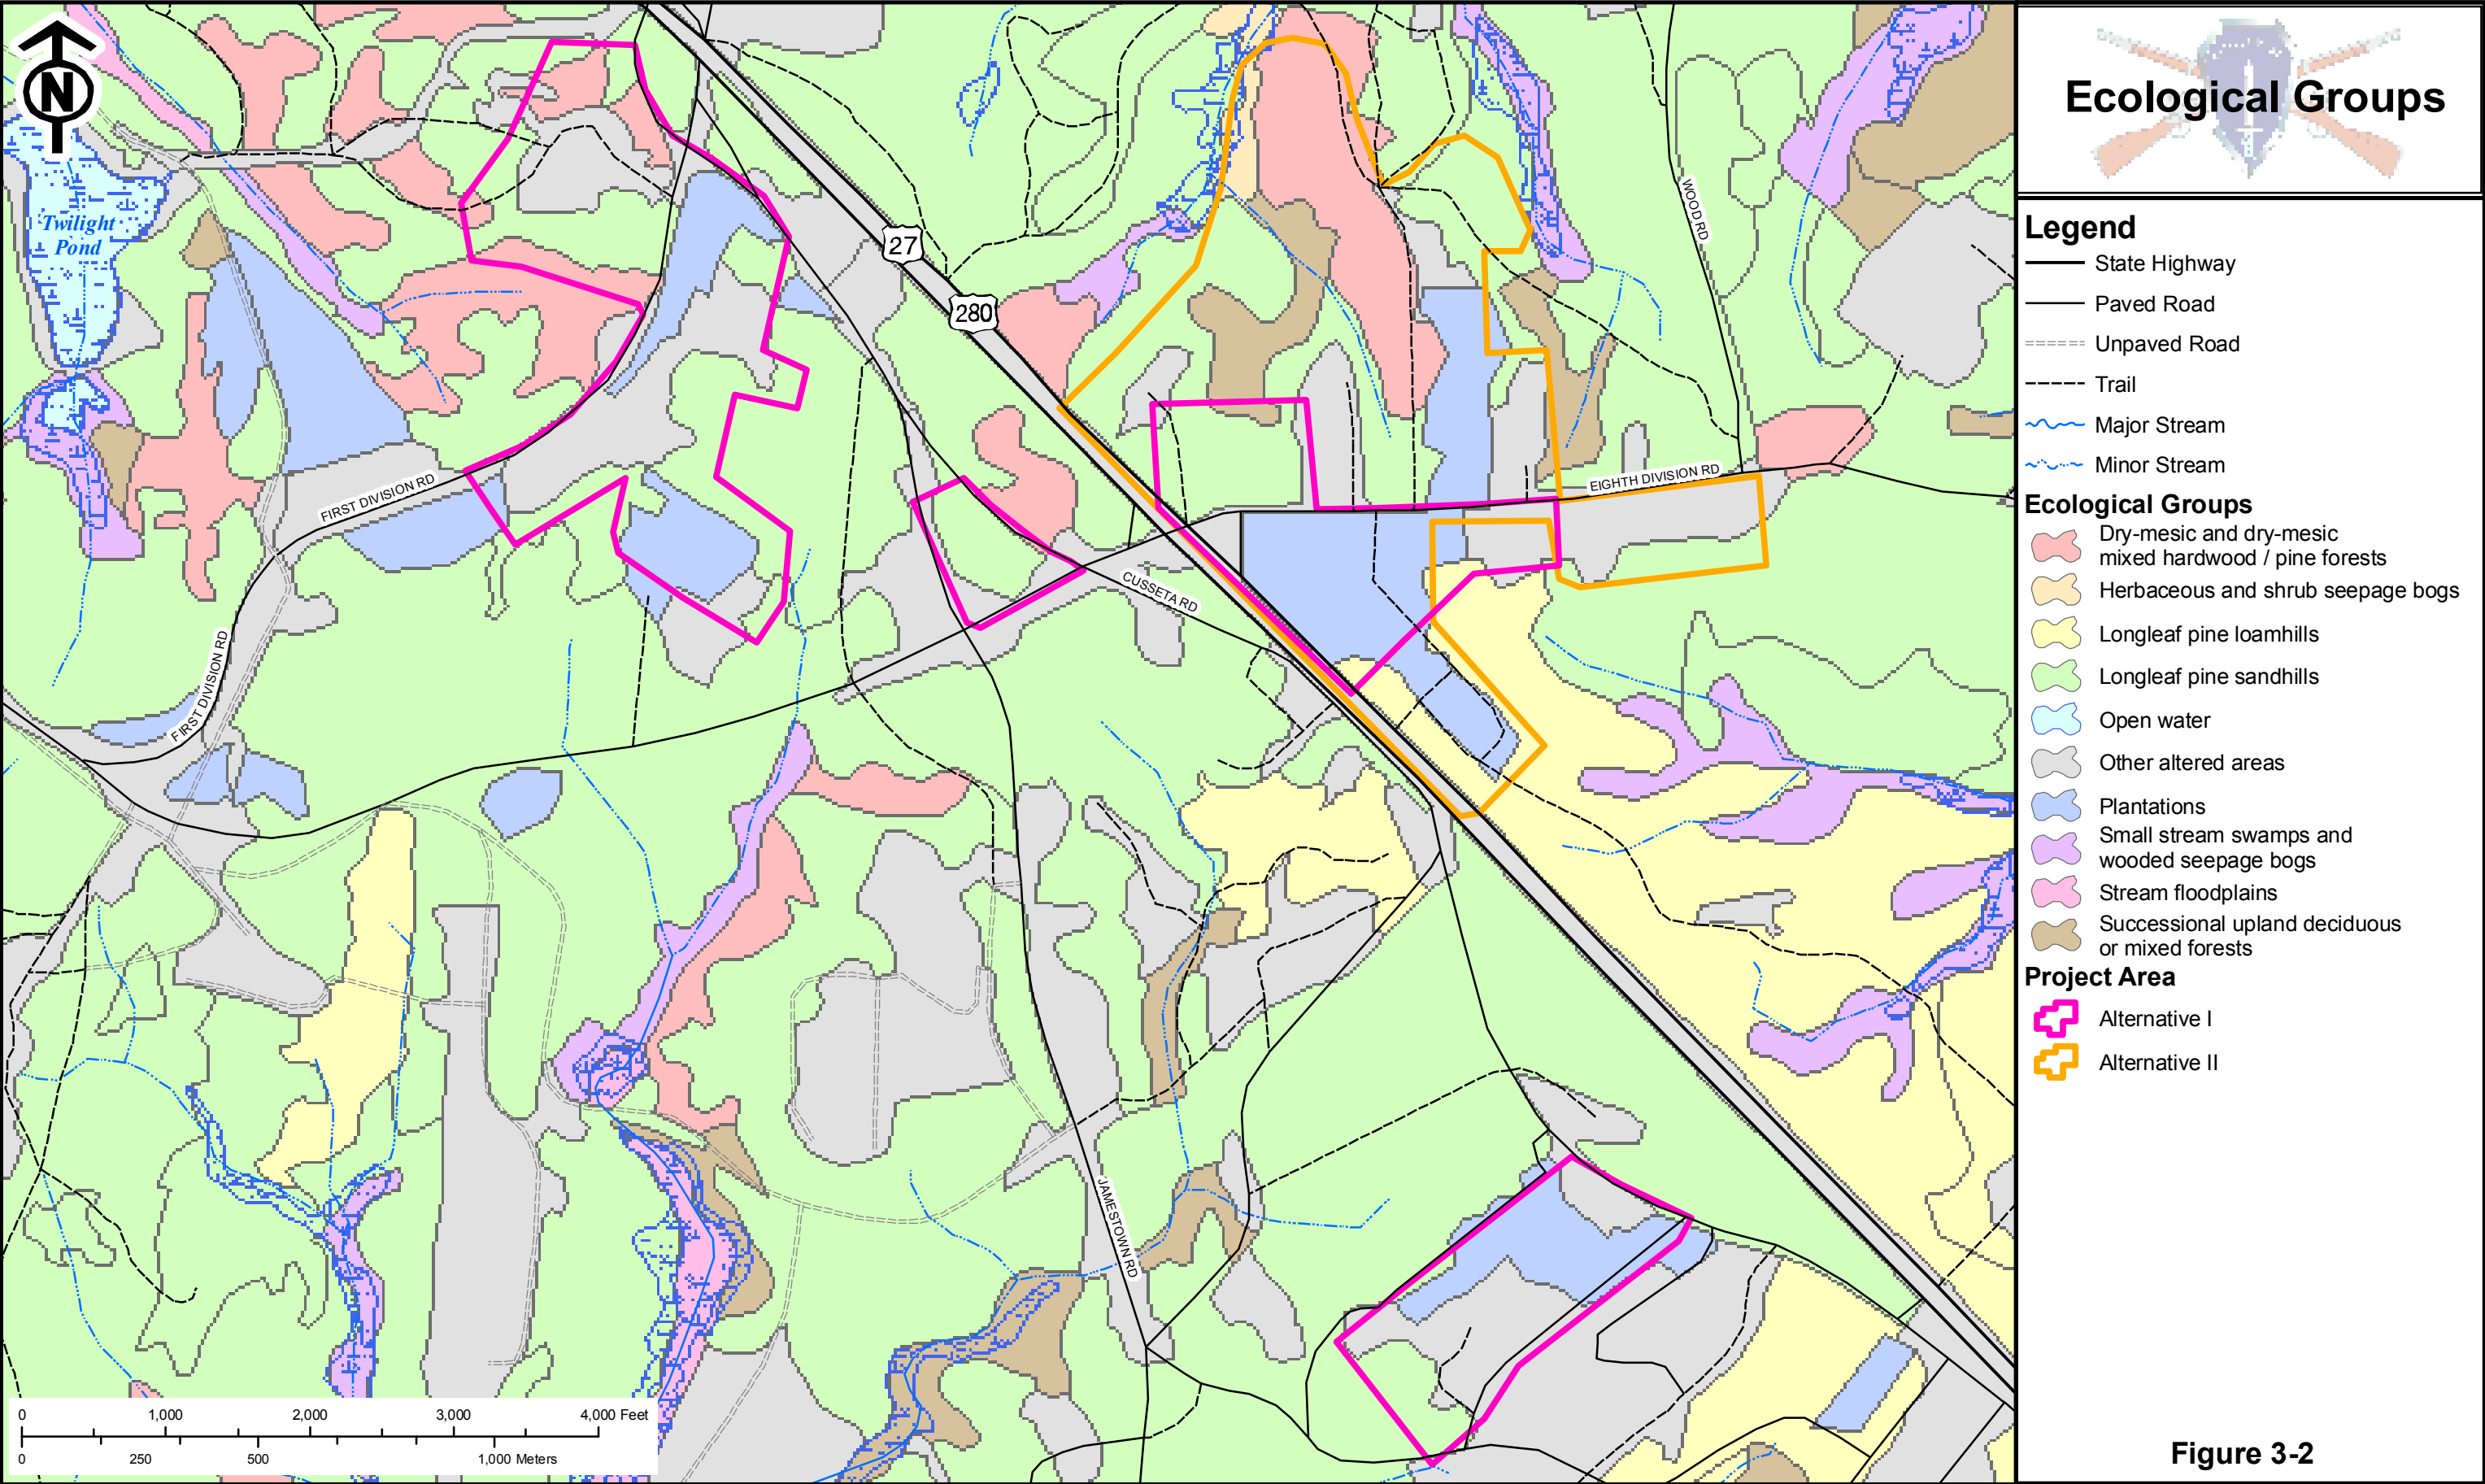 N
Twilight
Pond
27
280
WOOD RD
FIRST DIVISION RD
EIGHTH DIVISION RD
CUSSETA RD
FIRST DIVISION RD
JAMESTOWN RD
0 1,000 2,000 3,000 4,000 Feet
0 250 500 1,000 Meters
Ecological Groups
Legend
State Highway
Paved Road
Unpaved Road
Trail
Major Stream
Minor Stream
Ecological Groups
Dry-mesic and dry-mesic
mixed hardwood / pine forests
Herbaceous and shrub seepage bogs
Longleaf pine loamhills
Longleaf pine sandhills
Open water
Other altered areas
Plantations
Small stream swamps and
wooded seepage bogs
Stream floodplains
Successional upland deciduous
or mixed forests
Project Area
Alternative I
Alternative II
Figure 3-2